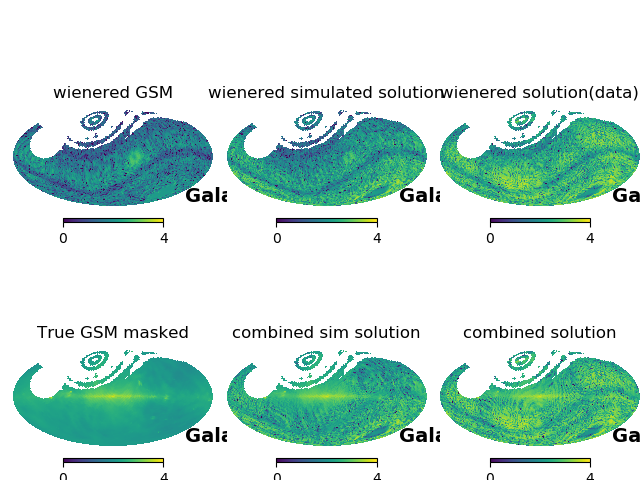 wienered GSM
wienered simulated solution
wienered solution(data)
Gala
Gala
Ga
0 4
0 4
0 4
True GSM masked
combined sim solution
combined solution
Gala
Gala
Ga
0 4
0 4
0 4